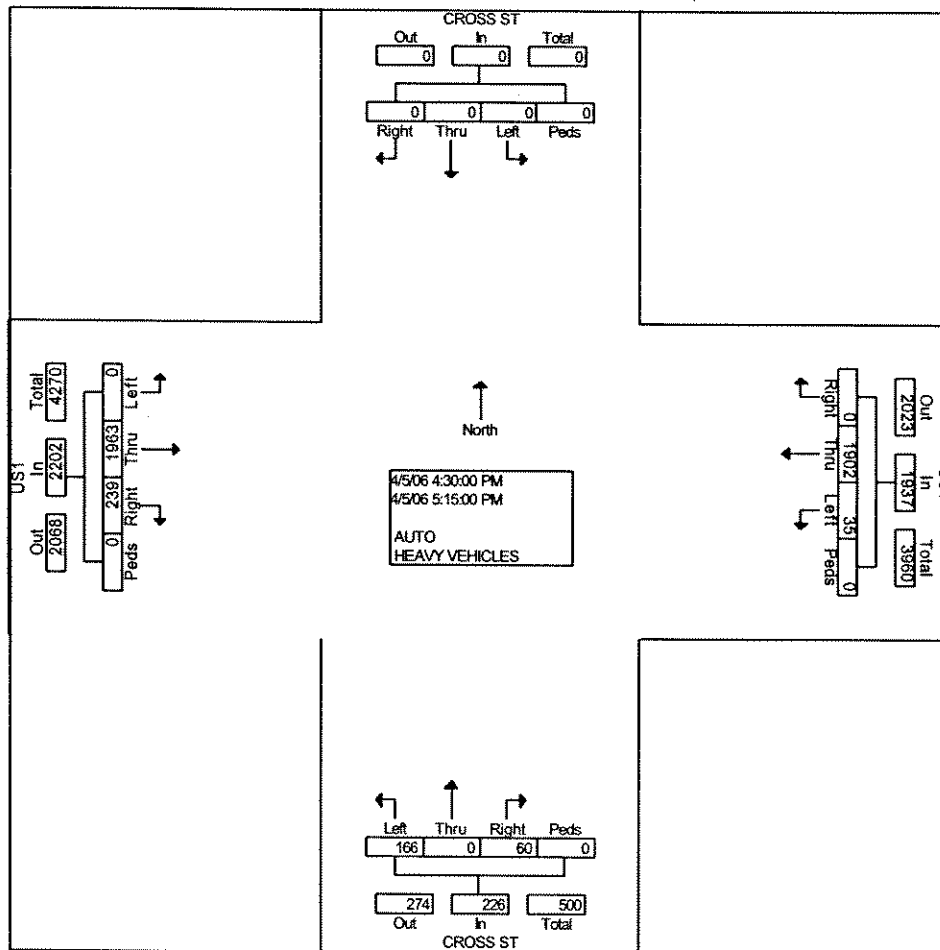 CROSS ST
Out In Total
0 0 0
0 0 0 0
Right Thru Left Peds
US1
Total In Out
4270 2202 2068
0 1963 239 0
Left Thru Right Peds
North
4/5/06 4:30:00 PM
4/5/06 5:15:00 PM
AUTO
HEAVY VEHICLES
Right Thru Left Peds
0 1902 35 0
2023 1937 3960
Out In Total
Left Thru Right Peds
166 0 60 0
274 226 500
Out In Total
CROSS ST